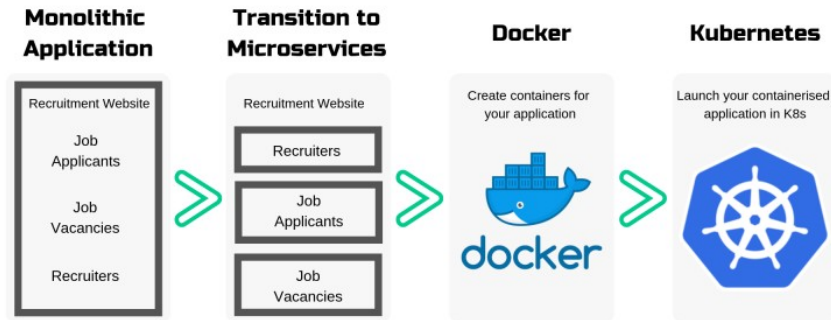 Monolithic
Application
Recruitment Website
Job
Applicants
Job
Vacancies
Recruiters
Transition to
Microservices
Recruitment Website
Recruiters
Job
Applicants
Job
Vacancies
Docker
Create containers for
your application
docker
Kubernetes
Launch your containerised
application in K8s